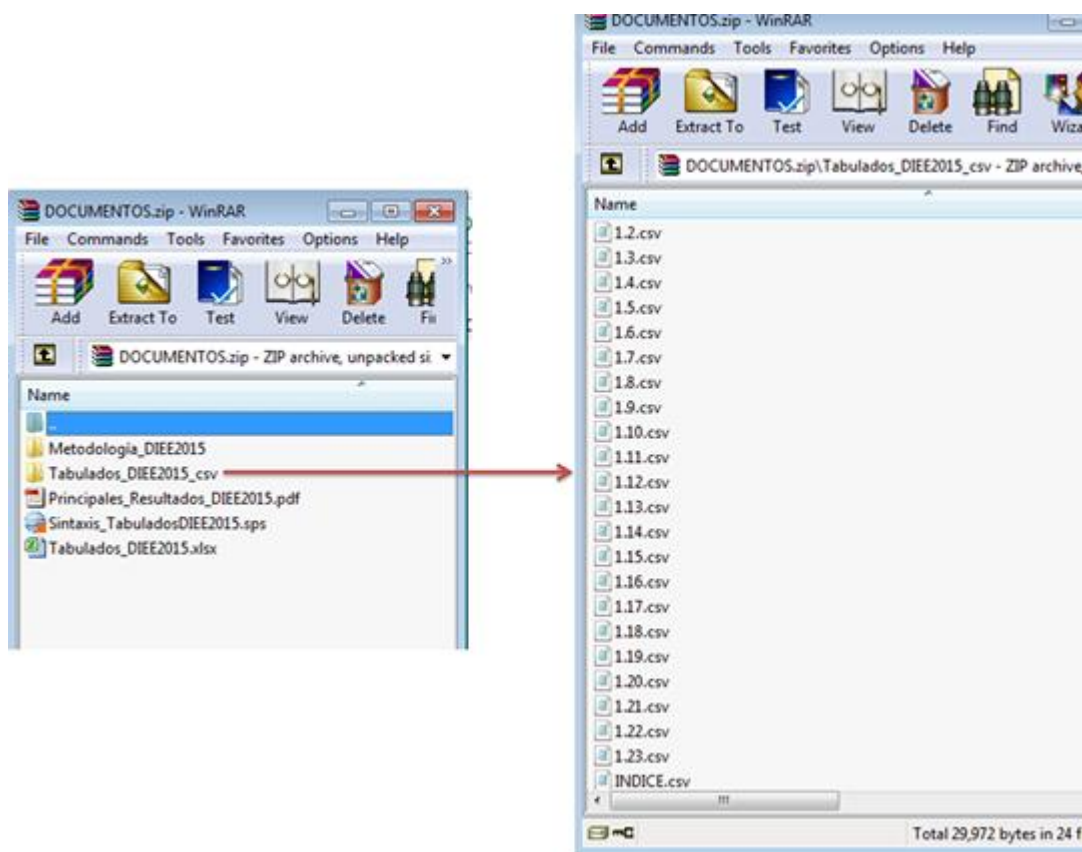 DOCUMENTOS.zip - WinRAR
File Commands Tools Favorites Options Help
Add Extract To Test View Delete
DOCUMENTOS.zip - ZIP archive, unpacked si
Name
..
Metodología_DIEE2015
Tabulados_DIEE2015_csv
Principales_Resultados_DIEE2015.pdf
Sintaxis_TabuladosDIEE2015.sps
Tabulados_DIEE2015.xlsx
DOCUMENTOS.zip - WinRAR
File Commands Tools Favorites Options Help
Add Extract To Test View Delete Find Wiza
DOCUMENTOS.zip\Tabulados_DIEE2015_csv - ZIP archive,
Name
1.2.csv
1.3.csv
1.4.csv
1.5.csv
1.6.csv
1.7.csv
1.8.csv
1.9.csv
1.10.csv
1.11.csv
1.12.csv
1.13.csv
1.14.csv
1.15.csv
1.16.csv
1.17.csv
1.18.csv
1.19.csv
1.20.csv
1.21.csv
1.22.csv
1.23.csv
INDICE.csv
Total 29,972 bytes in 24 f